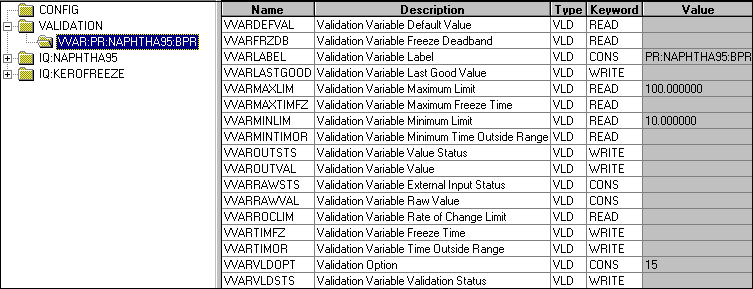 CONFIG
VALIDATION
VVAR:PR:NAPHTHA95:BPR
IQ:NAPHTHA95
IQ:KEROFREEZE
Name Description Type Keyword Value
VVARDEFVAL Validation Variable Default Value VLD READ
VVARFRZDB Validation Variable Freeze Deadband VLD READ
VVARLABEL Validation Variable Label VLD CONS PR:NAPHTHA95:BPR
VVARLASTGOOD Validation Variable Last Good Value VLD WRITE
VVARMAXLIM Validation Variable Maximum Limit VLD READ 100.000000
VVARMAXTIMFZ Validation Variable Maximum Freeze Time VLD READ
VVARMINLIM Validation Variable Minimum Limit VLD READ 10.000000
VVARMINTIMOR Validation Variable Minimum Time Outside Range VLD READ
VVAROUTSTS Validation Variable Value Status VLD WRITE
VVAROUTVAL Validation Variable Value VLD WRITE
VVARRAWSTS Validation Variable External Input Status VLD CONS
VVARRAWVAL Validation Variable Raw Value VLD CONS
VVARROCLIM Validation Variable Rate of Change Limit VLD READ
VVARTIMFZ Validation Variable Freeze Time VLD WRITE
VVARTIMOR Validation Variable Time Outside Range VLD WRITE
VVARVLDOPT Validation Option VLD CONS 15
VVARVLDSTS Validation Variable Validation Status VLD WRITE